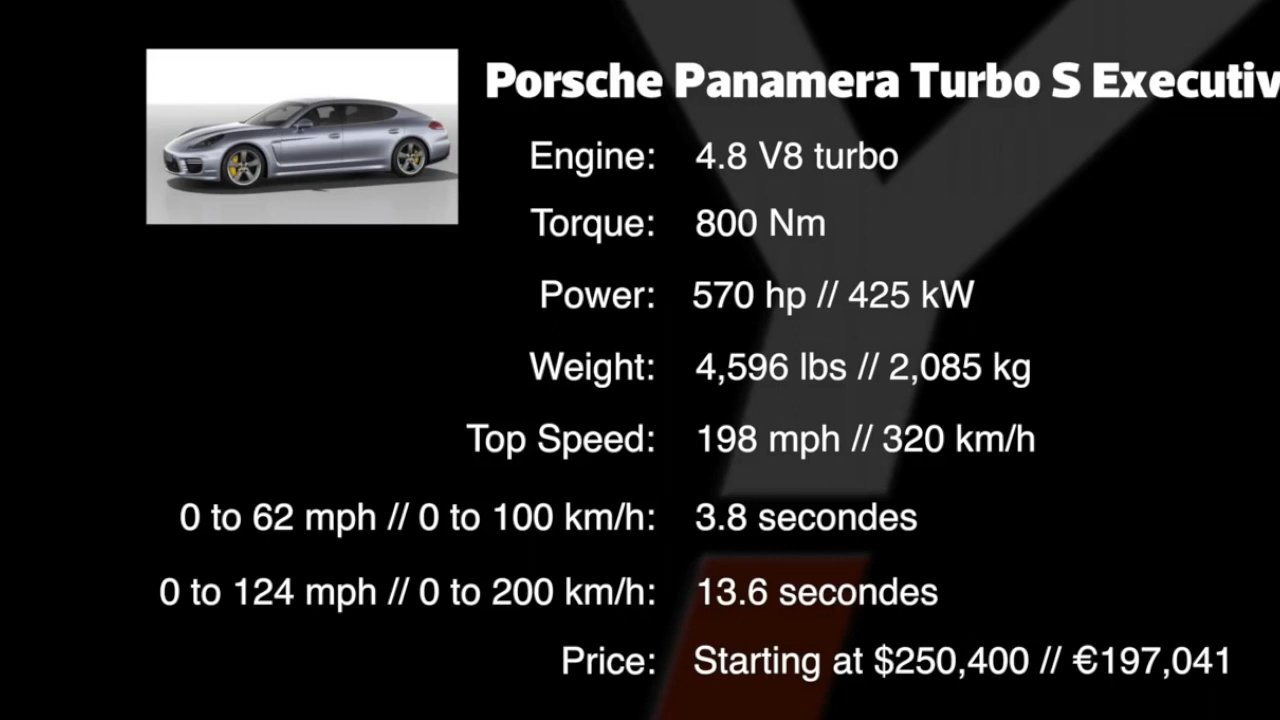 Porsche Panamera Turbo S Executiv
Engine: 4.8 V8 turbo
Torque: 800 Nm
Power: 570 hp // 425 kW
Weight: 4,596 lbs // 2,085 kg
Top Speed: 198 mph // 320 km/h
0 to 62 mph // 0 to 100 km/h: 3.8 secondes
0 to 124 mph // 0 to 200 km/h: 13.6 secondes
Price: Starting at $250,400 // €197,041